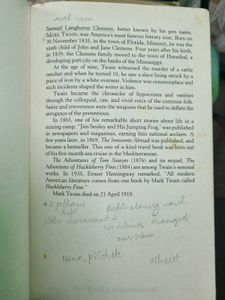 real name
Samuel Langhorne Clemens, better known by his pen name,
MARK TWAIN, was America's most famous literary icon. Born on
30 November 1835, in the town of Florida, Missouri, he was the
sixth child of John and Jane Clemens. Four years after his birth,
in 1839, the Clemens family moved to the town of Hannibal, a
developing port city on the banks of the Mississippi.
At the age of nine, Twain witnessed the murder of a cattle
rancher and when he turned 10, he saw a slave being struck by a
piece of iron by a white overseer. Violence was commonplace and
such incidents shaped the writer in him.
Twain became the chronicler of hypocrisies and vanities
through the colloquial, raw, and vivid voice of the common folk.
Satire and irreverence were the weapons that he used to deflate the
arrogance of the pretentious.
In 1865, one of his remarkable short stories about life in a
mining camp, 'Jim Smiley and His Jumping Frog,' was published
in newspapers and magazines, earning him national acclaim. A
few years later, in 1869, The Innocents Abroad was published, and
became a bestseller. This one-of-a-kind travel book was born out
of his five-month sea cruise in the Mediterranean.
The Adventures of Tom Sawyer (1876) and its sequel, The
Adventures of Huckleberry Finn (1884) are among Twain's seminal
works. In 1935, Ernest Hemingway remarked, "All modern
American literature comes from one book by Mark Twain called
Huckleberry Finn."
Mark Twain died on 21 April 1910.
slavery
changed
atheist